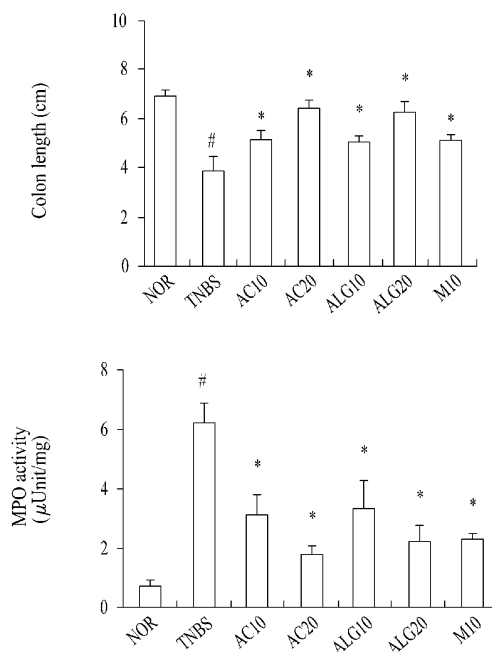 10
8
6
4
2
0
Colon length (cm)
#
*
*
*
*
*
NOR
TNBS
AC10
AC20
ALG10
ALG20
M10
8
6
4
2
0
MPO activity
(μUnit/mg)
#
*
*
*
*
*
NOR
TNBS
AC10
AC20
ALG10
ALG20
M10